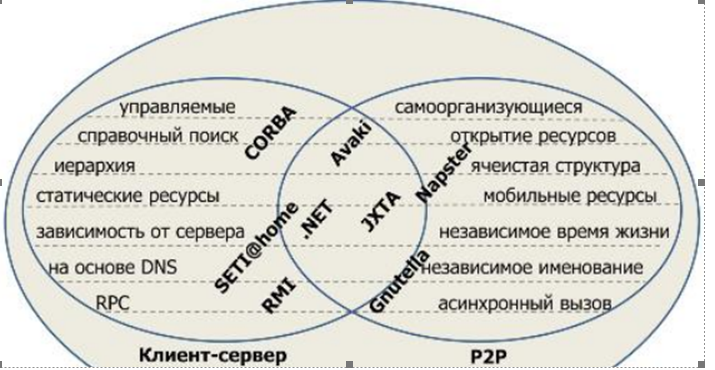 управляемые
справочный поиск
иерархия
статические ресурсы
зависимость от сервера
на основе DNS
RPC
CORBA
SETI@home
RMI
Avaki
.NET
JXTA
Napster
Gnutella
самоорганизующиеся
открытие ресурсов
ячеистая структура
мобильные ресурсы
независимое время жизни
независимое именование
асинхронный вызов
Клиент-сервер
P2P